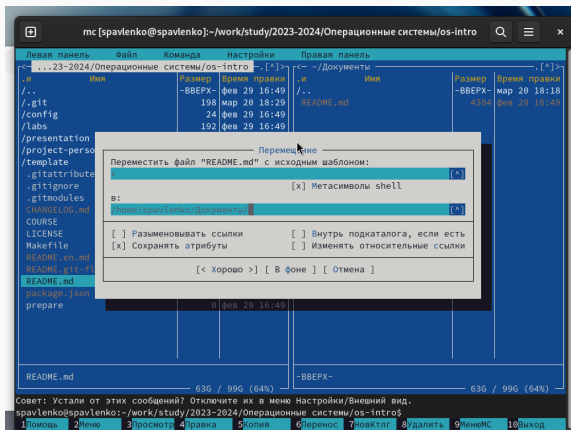 mc [spavlenko@spavlenko]:~/work/study/2023-2024/Операционные системы/os-intro
Левая панель Файл Команда Настройки Правая панель
<— ...23-2024/Операционные системы/os-intro —.[^]> <— ~/Документы —.[^]>
.и Имя Размер Время правки .и Имя Размер Время правки
/.. -ВВЕРХ- фев 29 16:49 /.. -ВВЕРХ- мар 20 18:18
/.git 198 мар 20 18:29 README.md 4304 фев 29 16:49
/config 24 фев 29 16:49
/labs 192 фев 29 16:49
/presentation
/project-perso Перемещение
/template Переместить файл "README.md" с исходным шаблоном:
.gitattribute * [^]
.gitignore [x] Метасимволы shell
.gitmodules в:
CHANGELOG.md /home/spavlenko/Документы/ [^]
COURSE
LICENSE [ ] Разыменовывать ссылки [ ] Внутрь подкаталога, если есть
Makefile [x] Сохранять атрибуты [ ] Изменять относительные ссылки
README.en.md
README.git-fl [< Хорошо >] [ В фоне ] [ Отмена ]
README.md
package.json
prepare 0 фев 29 16:49
README.md -ВВЕРХ-
63G / 99G (64%) 63G / 99G (64%)
Совет: Устали от этих сообщений? Отключите их в меню Настройки/Внешний вид.
spavlenko@spavlenko:~/work/study/2023-2024/Операционные системы/os-intro$
1Помощь 2Меню 3Просмотр 4Правка 5Копия 6Перенос 7НовКтлг 8Удалить 9МенюМС 10Выход